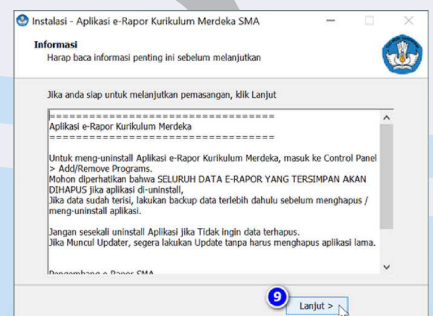 Instalasi - Aplikasi e-Rapor Kurikulum Merdeka SMA
Informasi
Harap baca informasi penting ini sebelum melanjutkan
Jika anda siap untuk melanjutkan pemasangan, klik Lanjut
==================================
Aplikasi e-Rapor Kurikulum Merdeka
==================================
Untuk meng-uninstall Aplikasi e-Rapor Kurikulum Merdeka, masuk ke Control Panel
> Add/Remove Programs.
Mohon diperhatikan bahwa SELURUH DATA E-RAPOR YANG TERSIMPAN AKAN
DIHAPUS jika aplikasi di-uninstall,
Jika data sudah terisi, lakukan backup data terlebih dahulu sebelum menghapus /
meng-uninstall aplikasi.
Jangan sesekali uninstall Aplikasi jika Tidak ingin data terhapus.
Jika Muncul Updater, segera lakukan Update tanpa harus menghapus aplikasi lama.
Pengembang e-Rapor SMA
9
Lanjut >